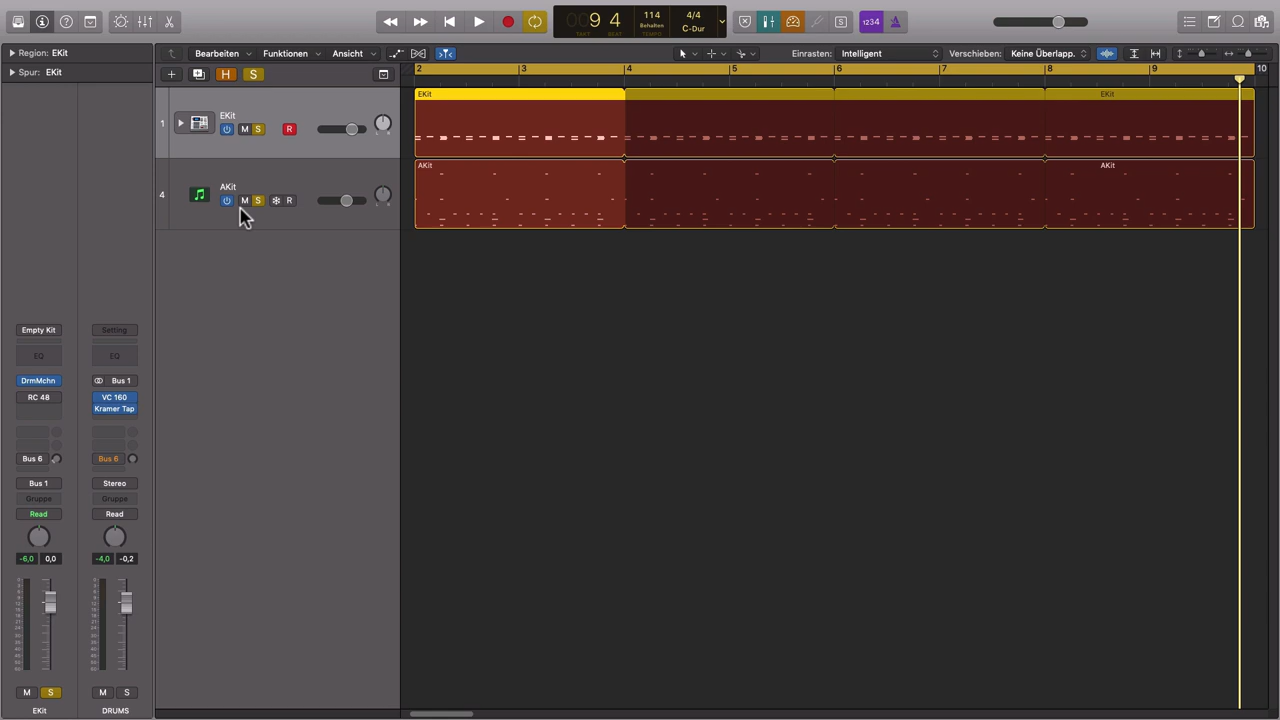 9 4
TAKT
BEAT
114
Behalten
TEMPO
4/4
C-Dur
1234
S
Region: EKit
Spur: EKit
Bearbeiten
Funktionen
Ansicht
Einrasten: Intelligent
Verschieben: Keine Überlapp.
H
S
2
3
4
5
6
7
8
9
10
1
EKit
M
S
R
EKit
EKit
4
AKit
M
S
R
AKit
AKit
Empty Kit
Setting
EQ
EQ
DrmMchn
Bus 1
RC 48
VC 160
Kramer Tap
Bus 6
Bus 6
Bus 1
Stereo
Gruppe
Gruppe
Read
Read
-6,0
0,0
-4,0
-0,2
M
S
M
S
EKit
DRUMS